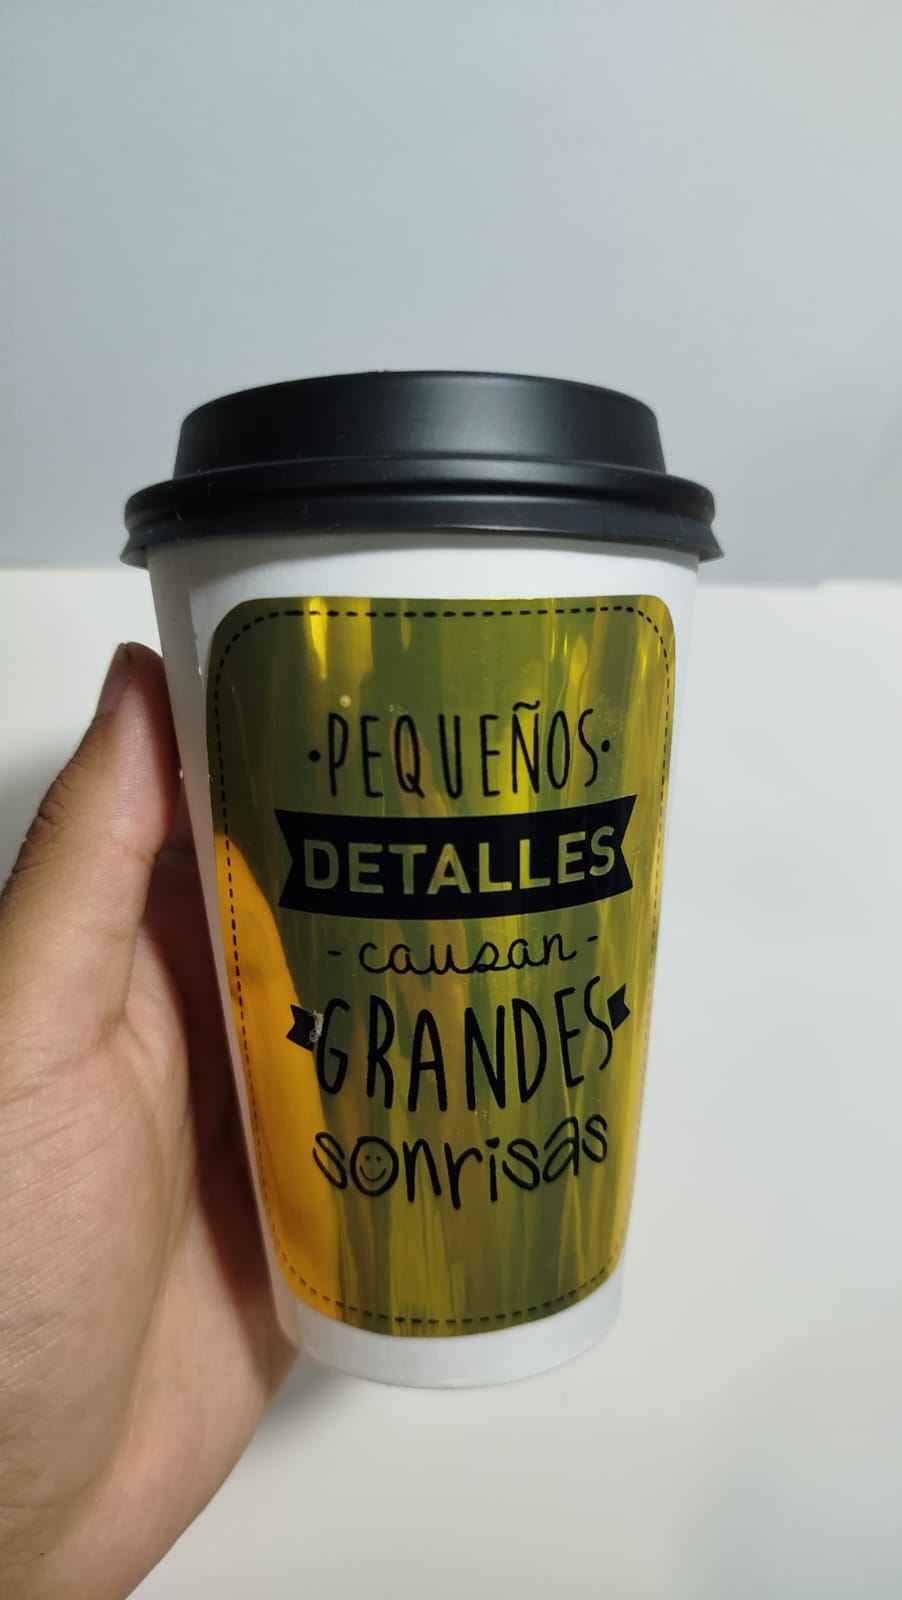 ·PEQUEÑOS·
DETALLES
-causan-
GRANDES
sonrisas